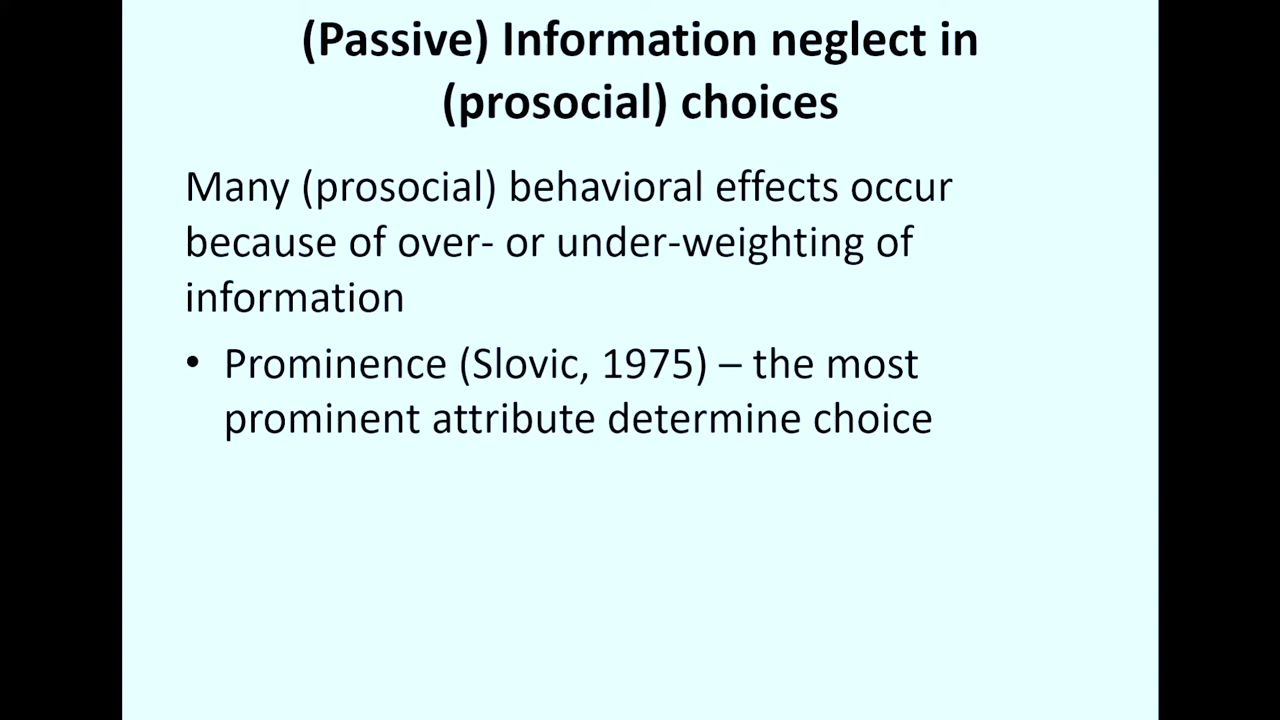 (Passive) Information neglect in
(prosocial) choices
Many (prosocial) behavioral effects occur
because of over- or under-weighting of
information
• Prominence (Slovic, 1975) – the most
prominent attribute determine choice